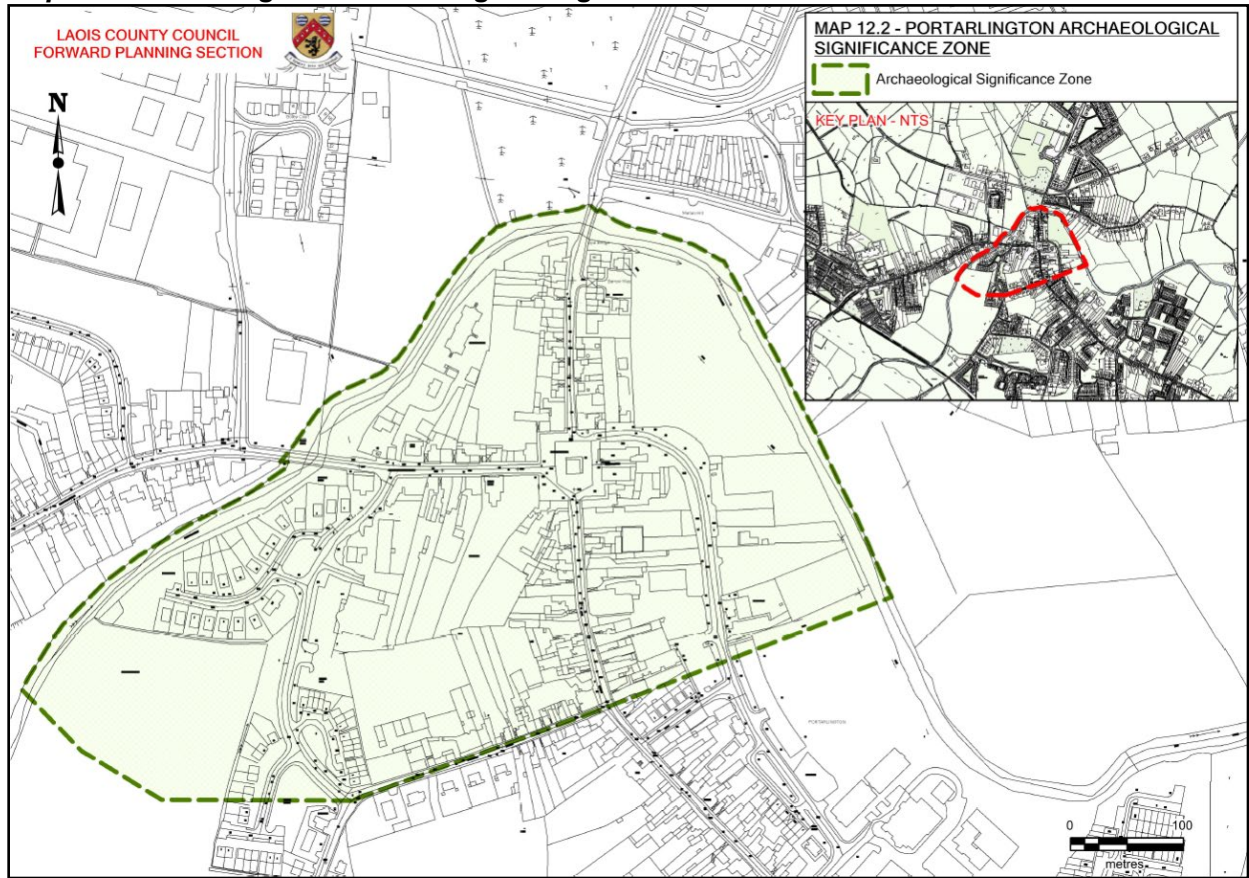 LAOIS COUNTY COUNCIL
FORWARD PLANNING SECTION
MAP 12.2 - PORTARLINGTON ARCHAEOLOGICAL
SIGNIFICANCE ZONE
Archaeological Significance Zone
KEY PLAN - NTS
N
PORTARLINGTON
0 100
metres